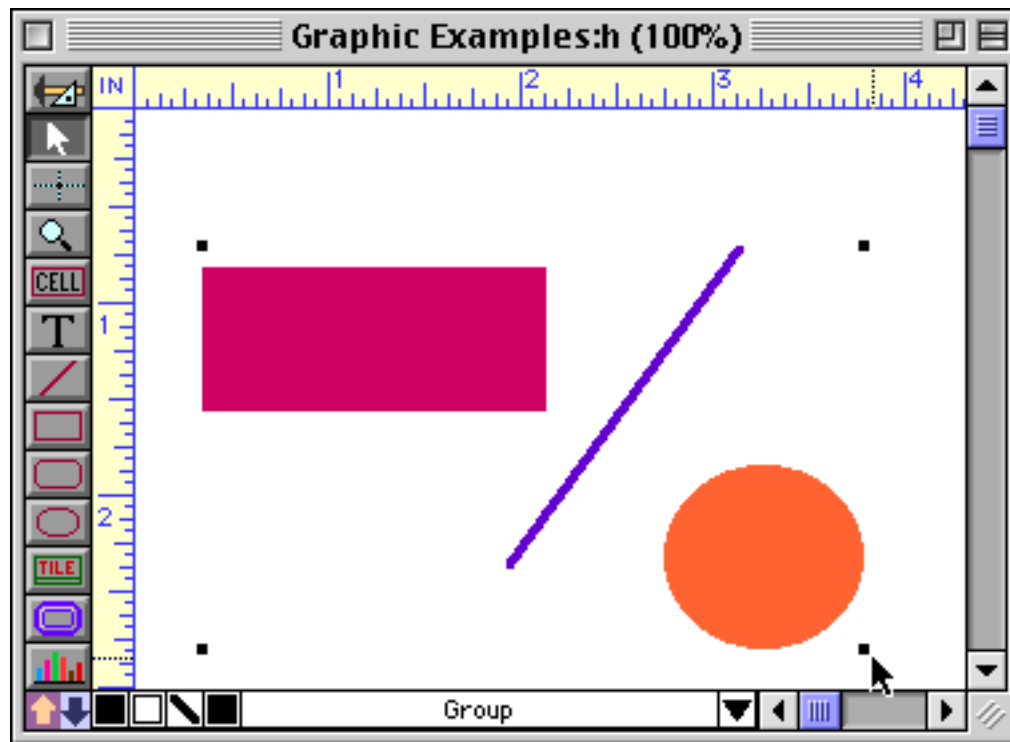 Graphic Examples:h (100%)
IN 1 2 3 4
CELL
T
1
2
TILE
Group